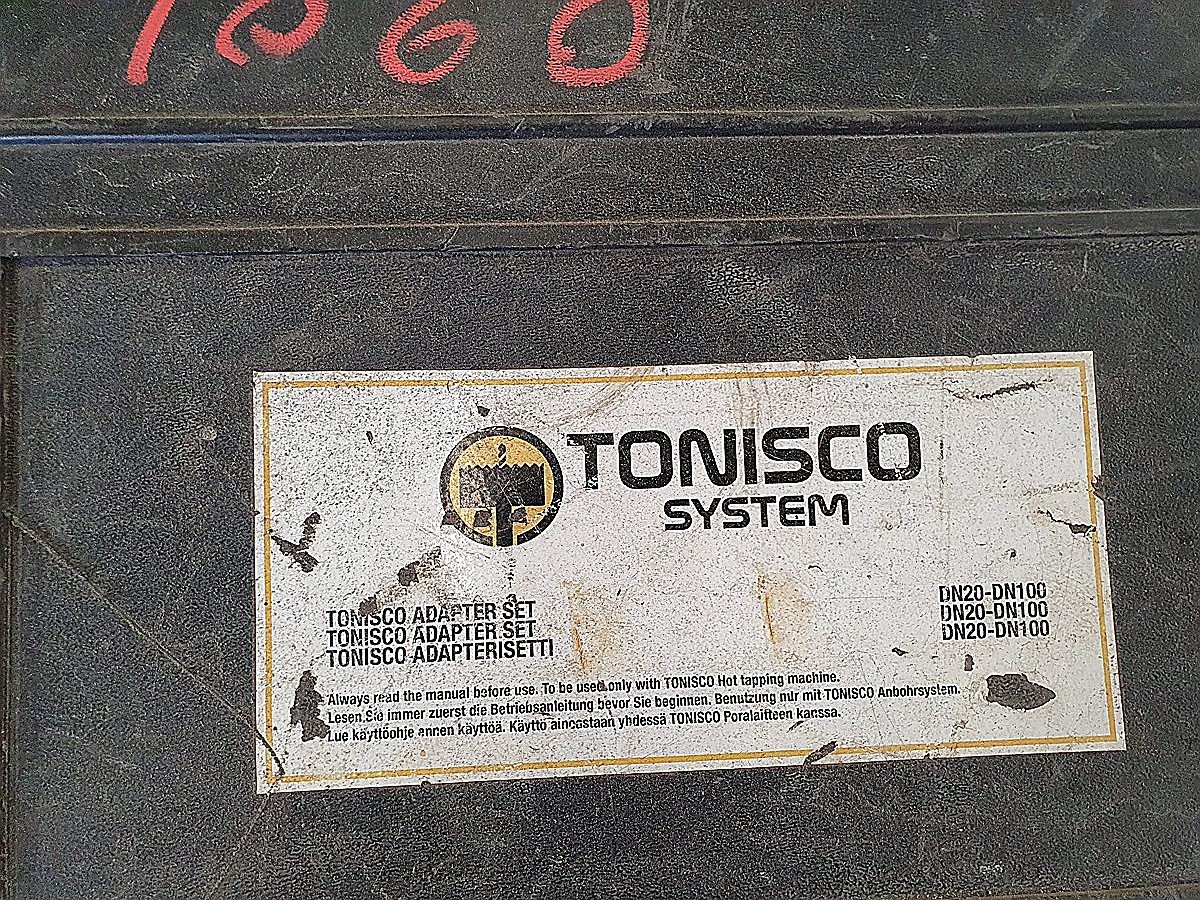 TONISCO
SYSTEM
TONISCO ADAPTER SET DN20-DN100
TONISCO ADAPTER SET DN20-DN100
TONISCO ADAPTERISETTI DN20-DN100
Always read the manual before use. To be used only with TONISCO Hot tapping machine.
Lesen Sie immer zuerst die Betriebsanleitung bevor Sie beginnen. Benutzung nur mit TONISCO Anbohrsystem.
Lue käyttöohje ennen käyttöä. Käyttö ainoastaan yhdessä TONISCO Poralaitteen kanssa.